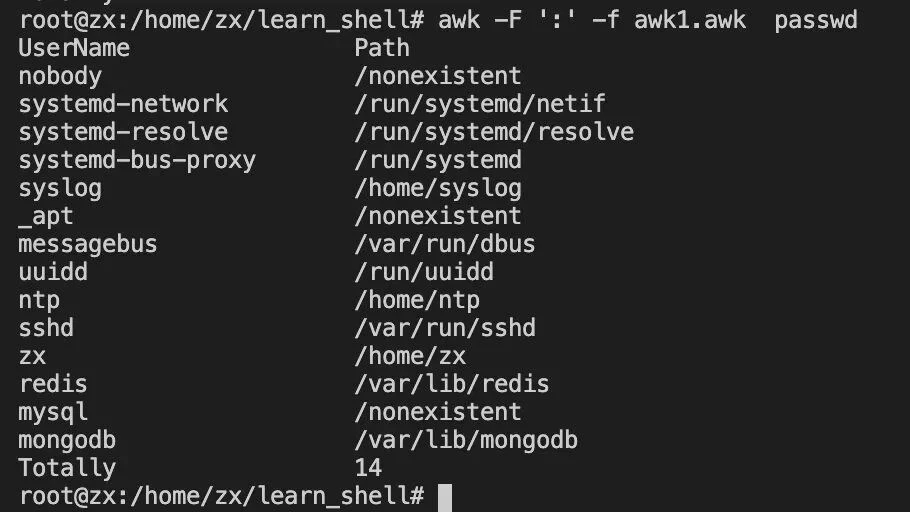 root@zx:/home/zx/learn_shell# awk -F ':' -f awk1.awk  passwd
UserName                Path
nobody                  /nonexistent
systemd-network         /run/systemd/netif
systemd-resolve         /run/systemd/resolve
systemd-bus-proxy       /run/systemd
syslog                  /home/syslog
_apt                    /nonexistent
messagebus              /var/run/dbus
uuidd                   /run/uuidd
ntp                     /home/ntp
sshd                    /var/run/sshd
zx                      /home/zx
redis                   /var/lib/redis
mysql                   /nonexistent
mongodb                 /var/lib/mongodb
Totally                 14
root@zx:/home/zx/learn_shell#